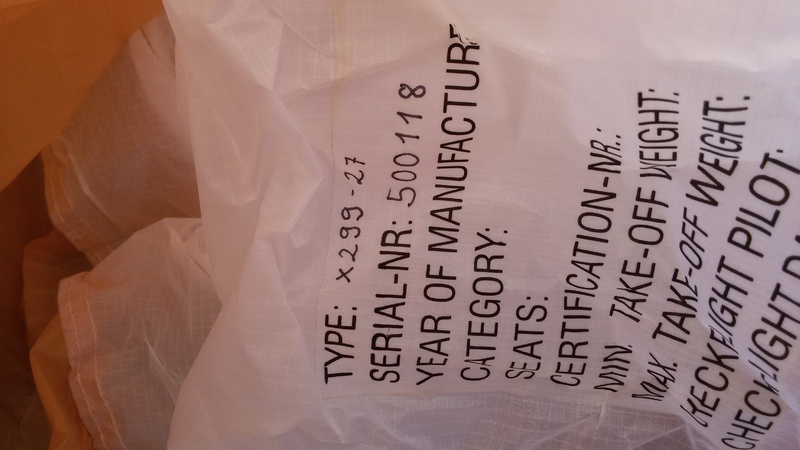 TYPE: X299-27
SERIAL-NR.: 500118
YEAR OF MANUFACTURE
CATEGORY:
SEATS:
CERTIFICATION-NR.:
MIN. TAKE-OFF WEIGHT:
MAX. TAKE-OFF WEIGHT:
PILOT: